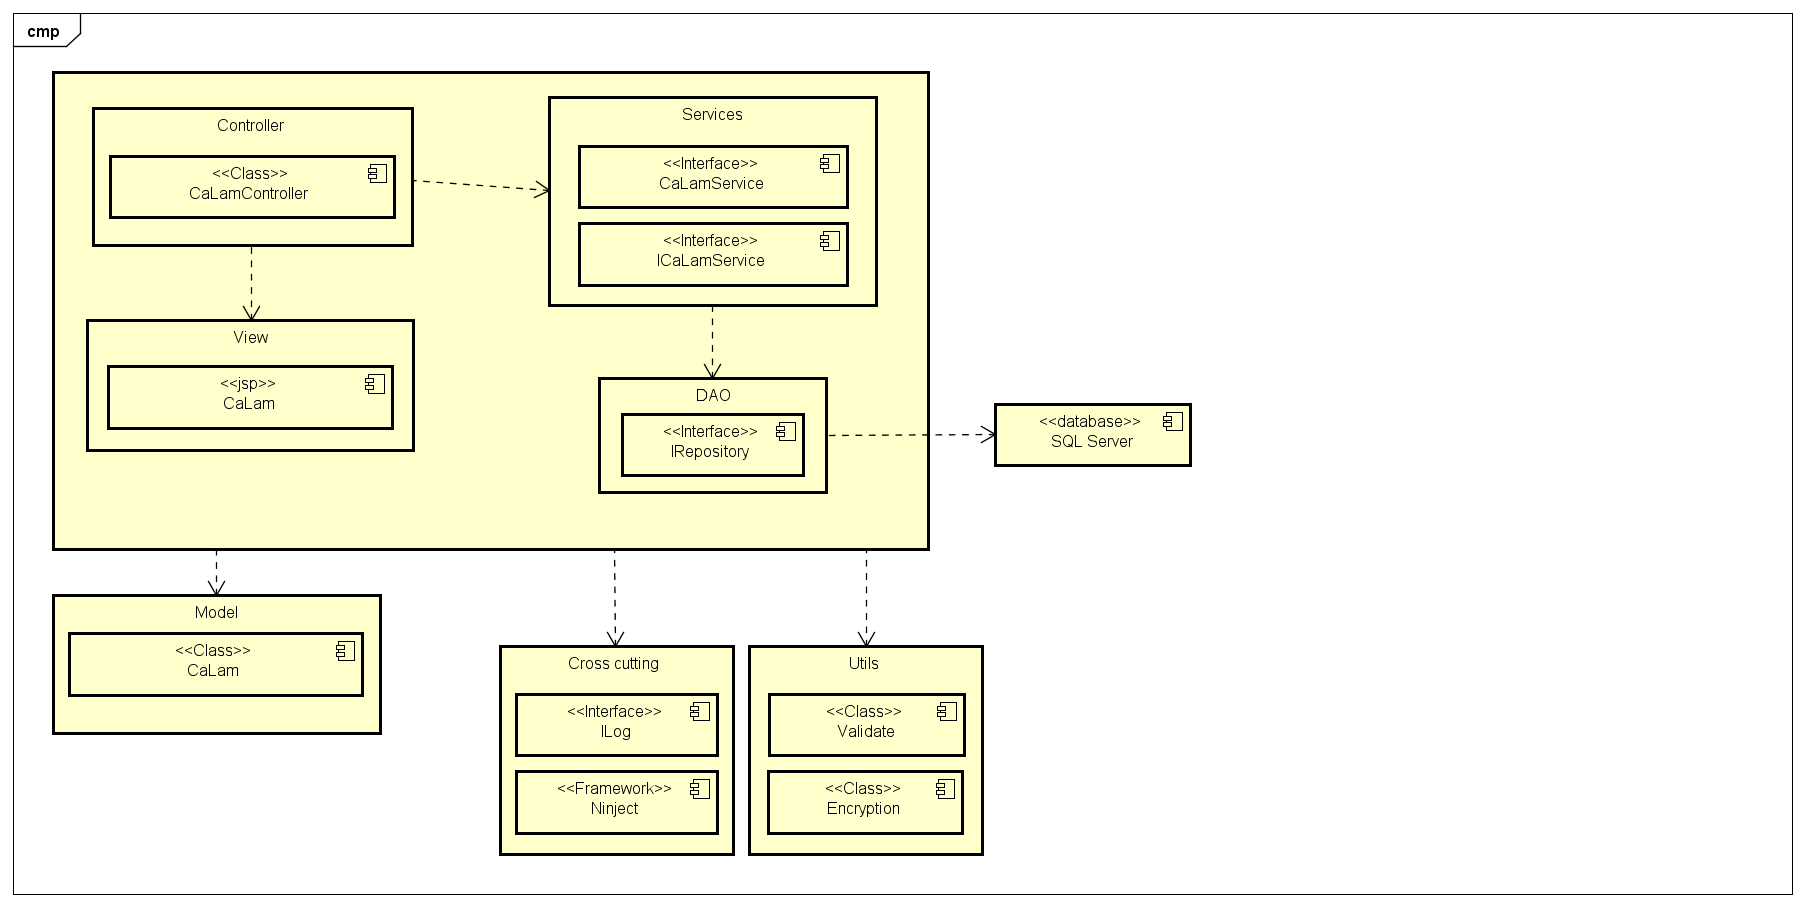 cmp
Controller
<<Class>>
CaLamController
Services
<<Interface>>
CaLamService
<<Interface>>
ICaLamService
View
<<jsp>>
CaLam
DAO
<<Interface>>
IRepository
<<database>>
SQL Server
Model
<<Class>>
CaLam
Cross cutting
<<Interface>>
ILog
<<Framework>>
Ninject
Utils
<<Class>>
Validate
<<Class>>
Encryption